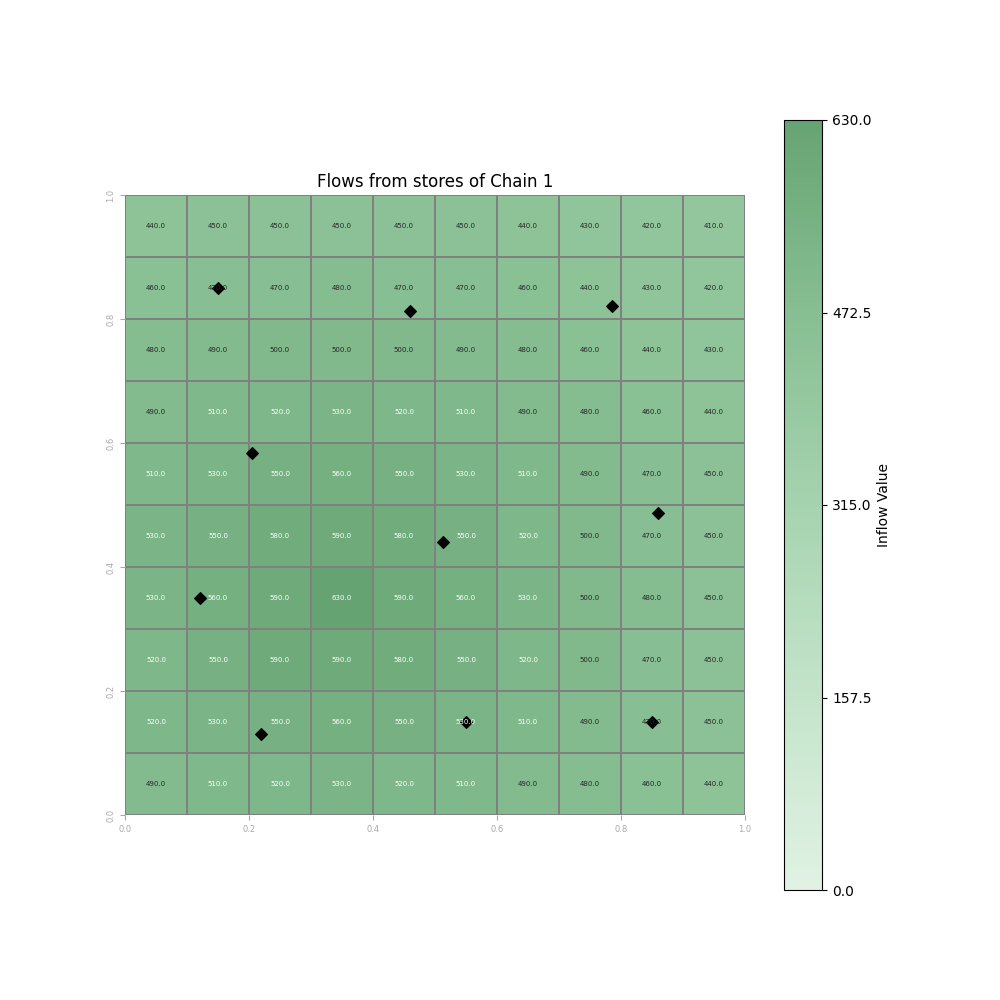 630.0
Flows from stores of Chain 1
1.0
440.0 450.0 450.0 450.0 450.0 450.0 440.0 430.0 420.0 410.0
460.0 470.0 480.0 470.0 470.0 460.0 440.0 430.0 420.0
0.8
472.5
480.0 490.0 500.0 500.0 500.0 490.0 480.0 460.0 440.0 430.0
490.0 510.0 520.0 530.0 520.0 510.0 490.0 480.0 460.0 440.0
0.6
510.0 530.0 550.0 560.0 550.0 530.0 510.0 490.0 470.0 450.0
315.0
Inflow Value
530.0 550.0 580.0 590.0 580.0 550.0 520.0 500.0 470.0 450.0
0.4
530.0 560.0 590.0 630.0 590.0 560.0 530.0 500.0 480.0 450.0
520.0 550.0 590.0 590.0 580.0 550.0 520.0 500.0 470.0 450.0
0.2
157.5
520.0 530.0 550.0 560.0 550.0 530.0 510.0 490.0 450.0
490.0 510.0 520.0 530.0 520.0 510.0 490.0 480.0 460.0 440.0
0.0
0.0 0.2 0.4 0.6 0.8 1.0
0.0